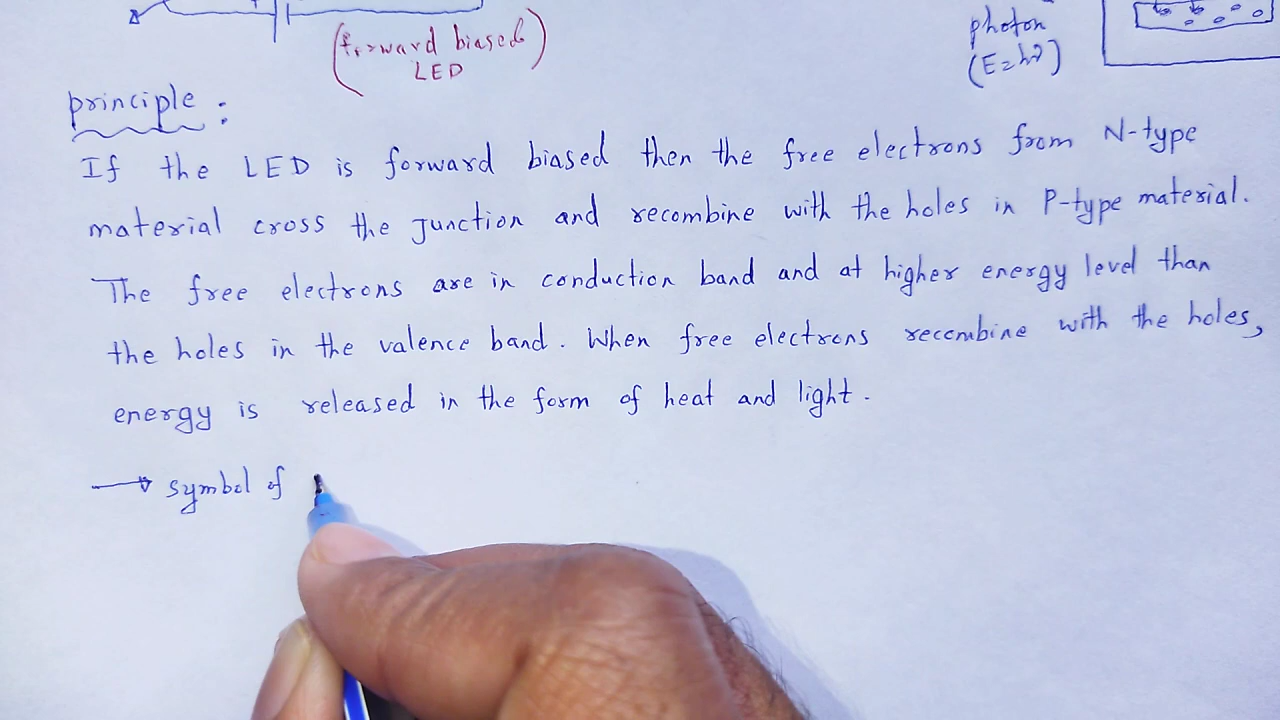 (forward biased
LED)
photon
(E=hν)
principle :
If the LED is forward biased then the free electrons from N-type
material cross the junction and recombine with the holes in P-type material.
The free electrons are in conduction band and at higher energy level than
the holes in the valence band. When free electrons recombine with the holes,
energy is released in the form of heat and light.
→ symbol of